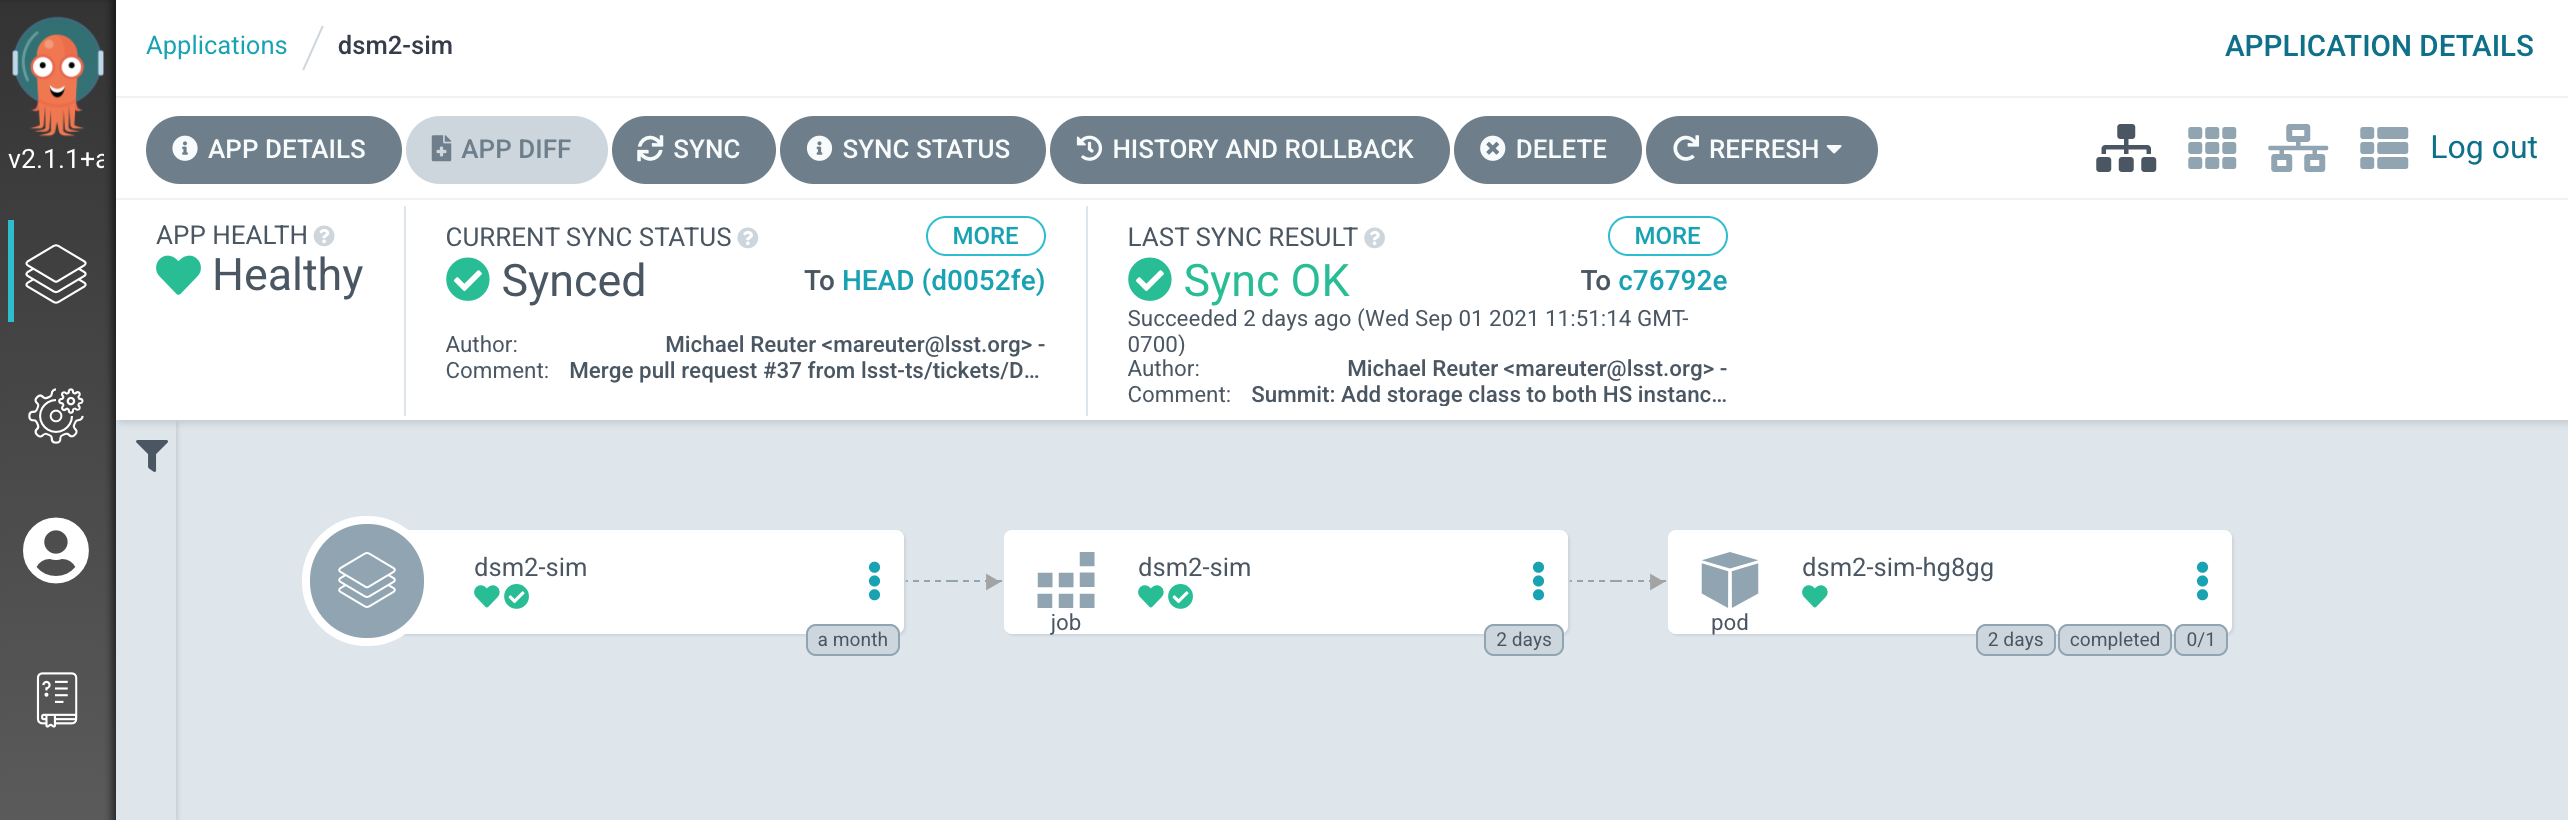 Applications / dsm2-sim
APPLICATION DETAILS
v2.1.1+a
APP DETAILS
APP DIFF
SYNC
SYNC STATUS
HISTORY AND ROLLBACK
DELETE
REFRESH
Log out
APP HEALTH
Healthy
CURRENT SYNC STATUS
MORE
Synced
To HEAD (d0052fe)
Author: Michael Reuter <mareuter@lsst.org> -
Comment: Merge pull request #37 from lsst-ts/tickets/D...
LAST SYNC RESULT
MORE
Sync OK
To c76792e
Succeeded 2 days ago (Wed Sep 01 2021 11:51:14 GMT-
0700)
Author: Michael Reuter <mareuter@lsst.org> -
Comment: Summit: Add storage class to both HS instanc...
dsm2-sim
a month
dsm2-sim
job
2 days
dsm2-sim-hg8gg
pod
2 days
completed
0/1